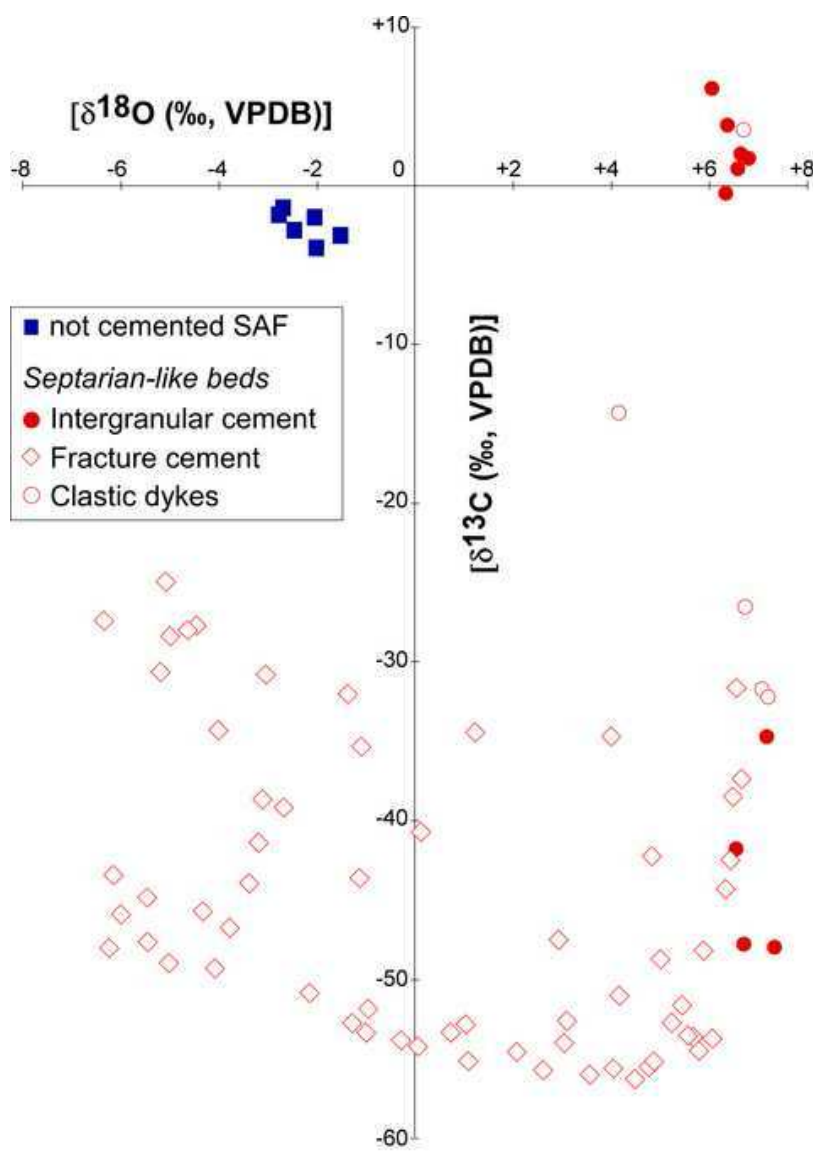 +10
[δ18O (‰, VPDB)]
-8 -6 -4 -2 0 +2 +4 +6 +8
not cemented SAF
Septarian-like beds
Intergranular cement
Fracture cement
Clastic dykes
-10
[δ13C (‰, VPDB)]
-20
-30
-40
-50
-60